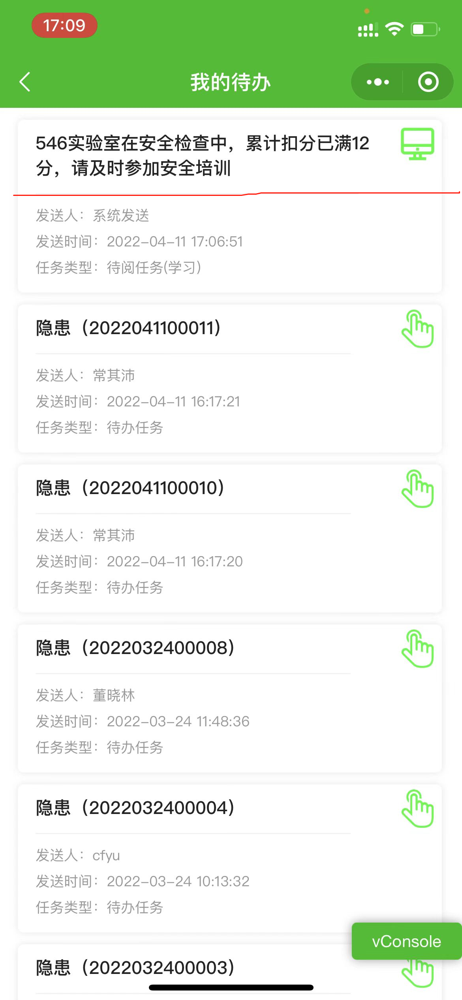 17:09
我的待办
546实验室在安全检查中，累计扣分已满12
分，请及时参加安全培训
发送人：系统发送
发送时间：2022-04-11 17:06:51
任务类型：待阅任务(学习)
隐患（2022041100011）
发送人：常其沛
发送时间：2022-04-11 16:17:21
任务类型：待办任务
隐患（2022041100010）
发送人：常其沛
发送时间：2022-04-11 16:17:20
任务类型：待办任务
隐患（2022032400008）
发送人：董晓林
发送时间：2022-03-24 11:48:36
任务类型：待办任务
隐患（2022032400004）
发送人：cfyu
发送时间：2022-03-24 10:13:32
任务类型：待办任务
vConsole
隐患（2022032400003）